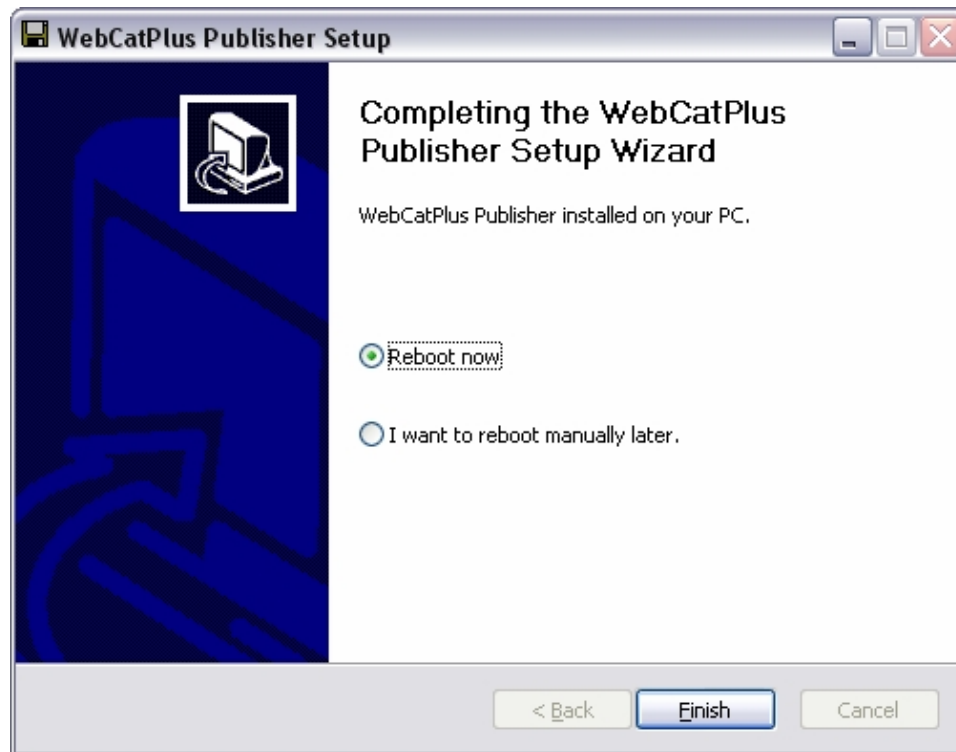 WebCatPlus Publisher Setup
Completing the WebCatPlus
Publisher Setup Wizard
WebCatPlus Publisher installed on your PC.
Reboot now
I want to reboot manually later.
< Back
Finish
Cancel